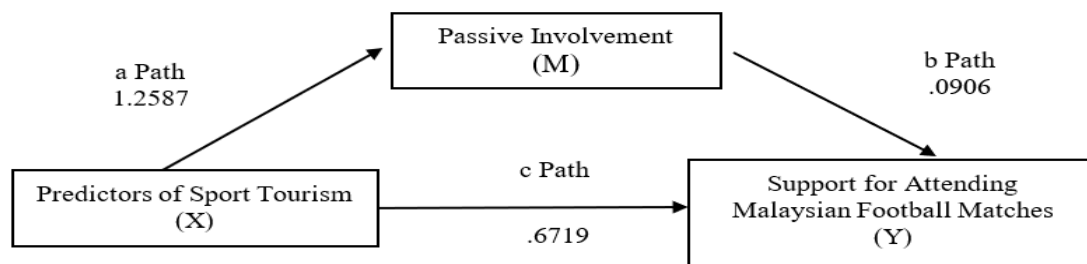 Passive Involvement
(M)
a Path
1.2587
b Path
.0906
c Path
Predictors of Sport Tourism
(X)
.6719
Support for Attending
Malaysian Football Matches
(Y)